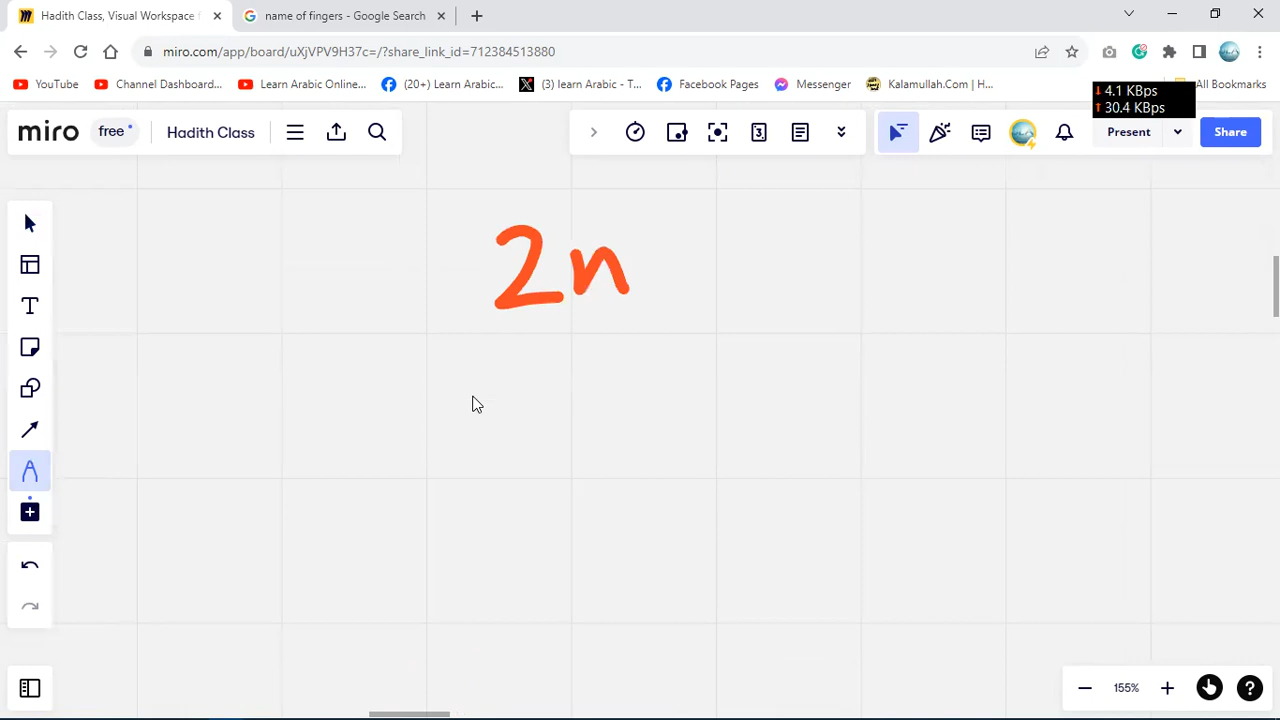 Hadith Class, Visual Workspace f
name of fingers - Google Search
miro.com/app/board/uXjVPV9H37c=/?share_link_id=712384513880
YouTube
Channel Dashboard...
Learn Arabic Online...
(20+) Learn Arabic...
(3) learn Arabic - T...
Facebook Pages
Messenger
Kalamullah.Com | H...
All Bookmarks
4.1 KBps
30.4 KBps
miro free Hadith Class
3
Present
Share
2n
T
155%
?